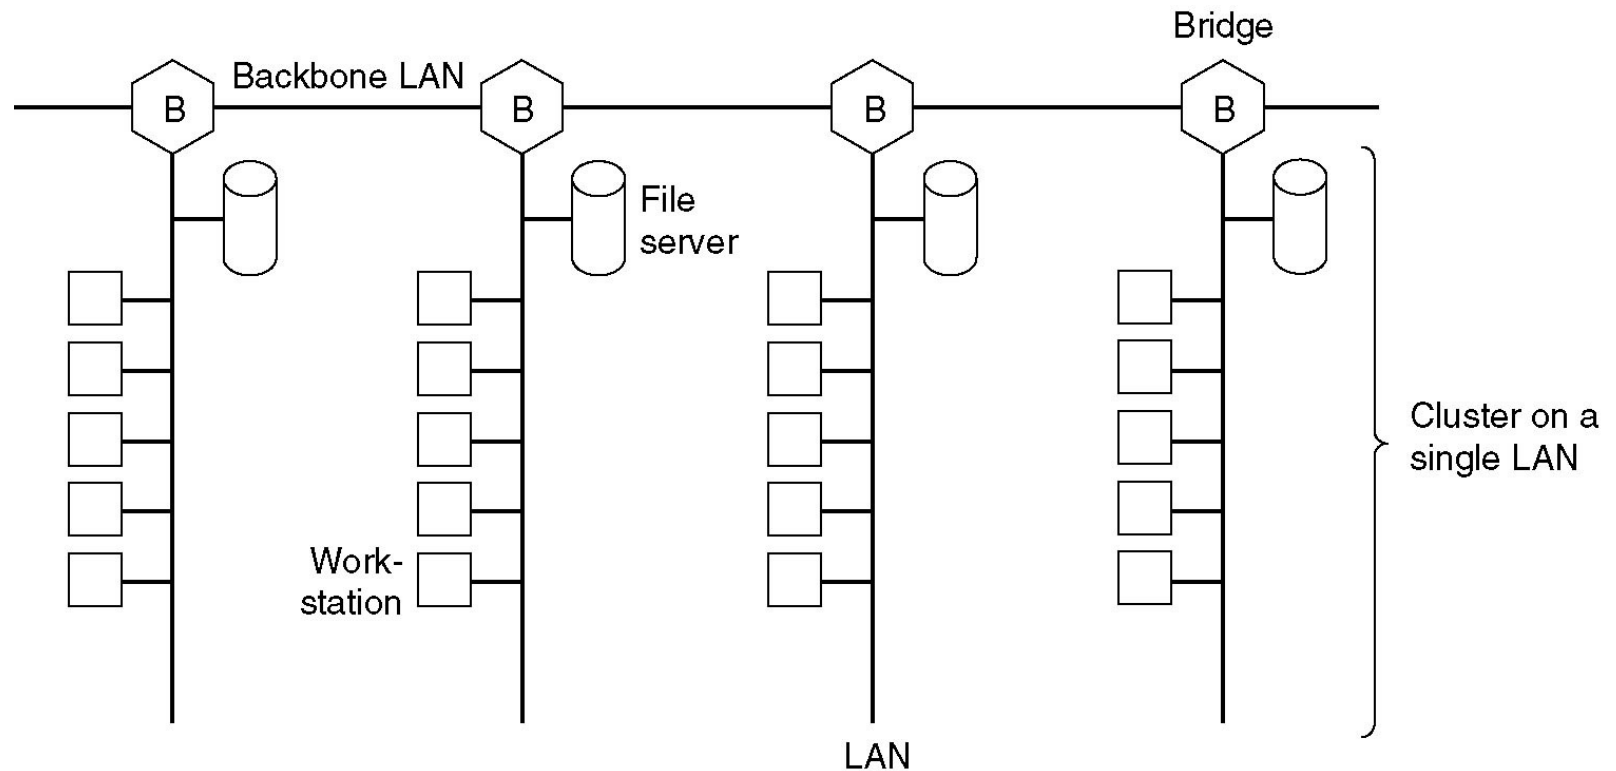 Bridge
Backbone LAN
B
B
B
B
File
server
Cluster on a
single LAN
Work-
station
LAN